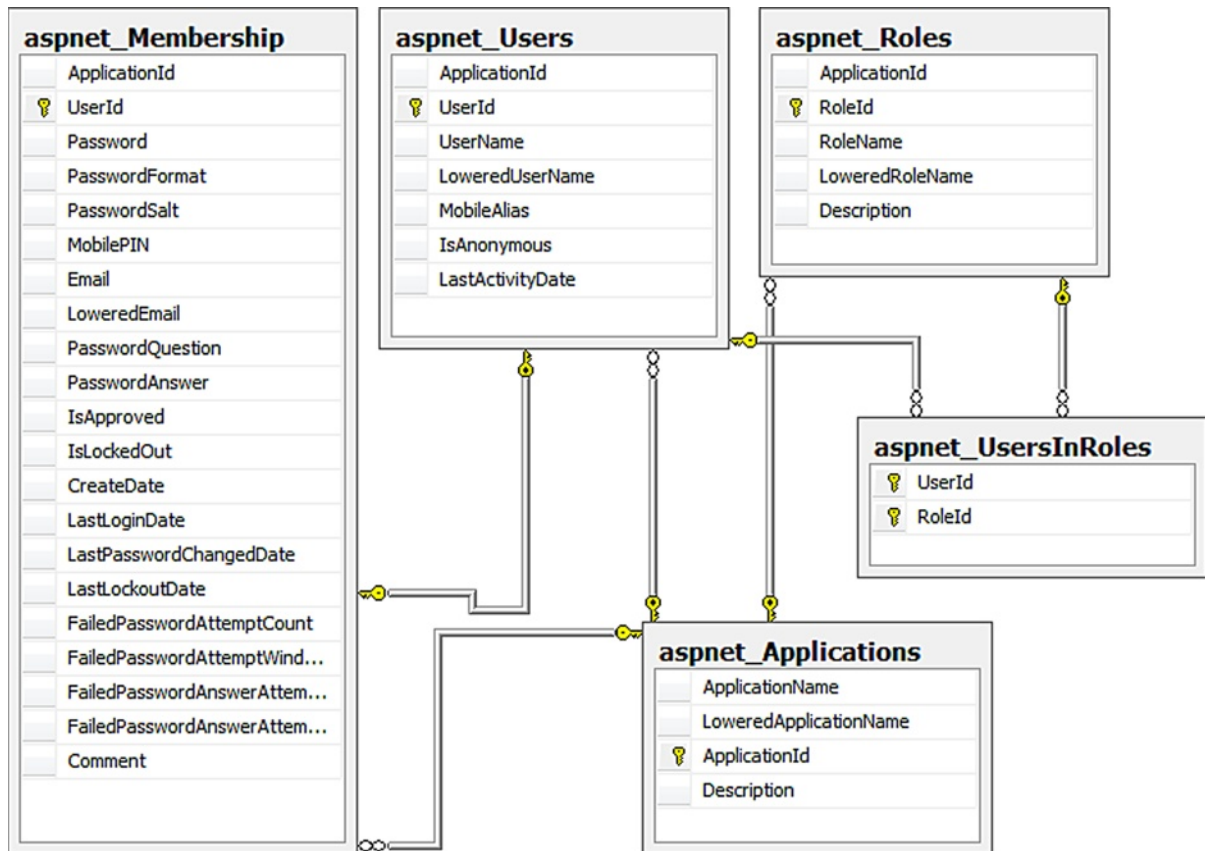 aspnet_Membership
ApplicationId
UserId
Password
PasswordFormat
PasswordSalt
MobilePIN
Email
LoweredEmail
PasswordQuestion
PasswordAnswer
IsApproved
IsLockedOut
CreateDate
LastLoginDate
LastPasswordChangedDate
LastLockoutDate
FailedPasswordAttemptCount
FailedPasswordAttemptWind...
FailedPasswordAnswerAttem...
FailedPasswordAnswerAttem...
Comment
aspnet_Users
ApplicationId
UserId
UserName
LoweredUserName
MobileAlias
IsAnonymous
LastActivityDate
aspnet_Roles
ApplicationId
RoleId
RoleName
LoweredRoleName
Description
aspnet_UsersInRoles
UserId
RoleId
aspnet_Applications
ApplicationName
LoweredApplicationName
ApplicationId
Description